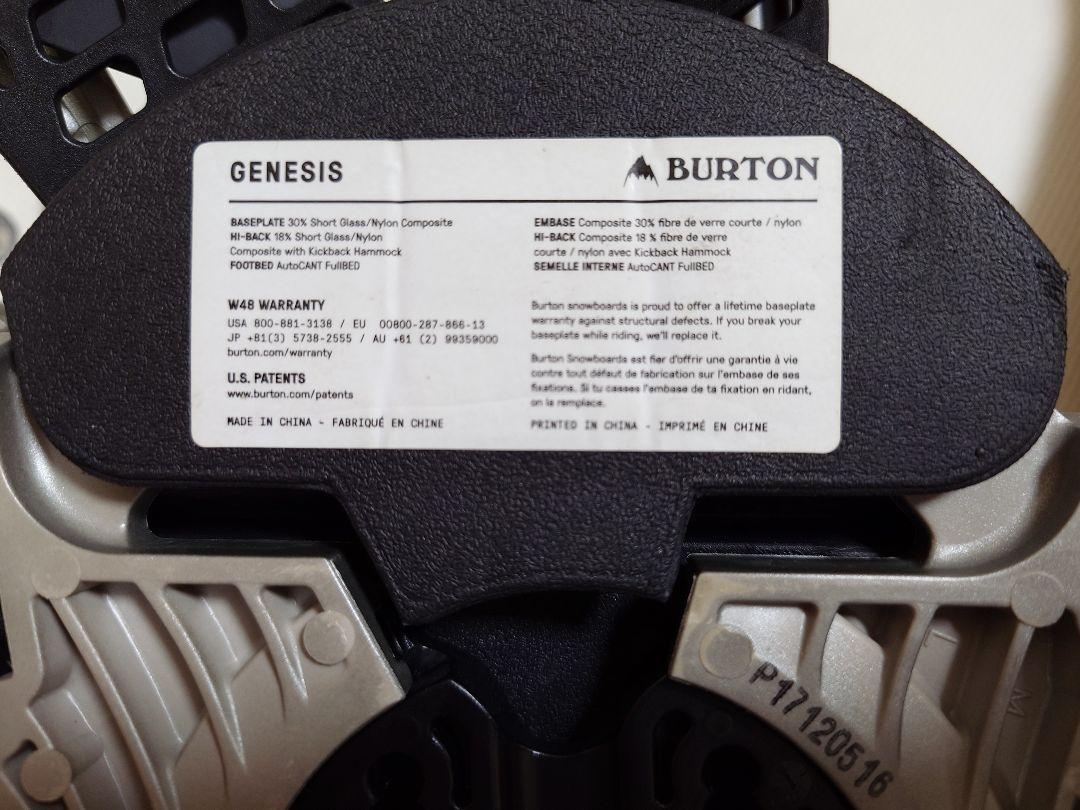 GENESIS
BURTON
BASEPLATE 30% Short Glass/Nylon Composite
HI-BACK 18% Short Glass/Nylon
Composite with Kickback Hammock
FOOTBED AutoCANT FullBED
EMBASE Composite 30% fibre de verre courte / nylon
HI-BACK Composite 18 % fibre de verre
courte / nylon avec Kickback Hammock
SEMELLE INTERNE AutoCANT FullBED
W48 WARRANTY
USA 800-881-3138 / EU 00800-287-866-13
JP +81(3) 5738-2555 / AU +61 (2) 99359000
burton.com/warranty
U.S. PATENTS
www.burton.com/patents
MADE IN CHINA - FABRIQUÉ EN CHINE
Burton snowboards is proud to offer a lifetime baseplate
warranty against structural defects. If you break your
baseplate while riding, we'll replace it.
Burton Snowboards est fier d'offrir une garantie à vie
contre tout défaut de fabrication sur l'embase de ses
fixations. Si tu casses l'embase de ta fixation en ridant,
on la remplace.
PRINTED IN CHINA - IMPRIMÉ EN CHINE
P17120516
M